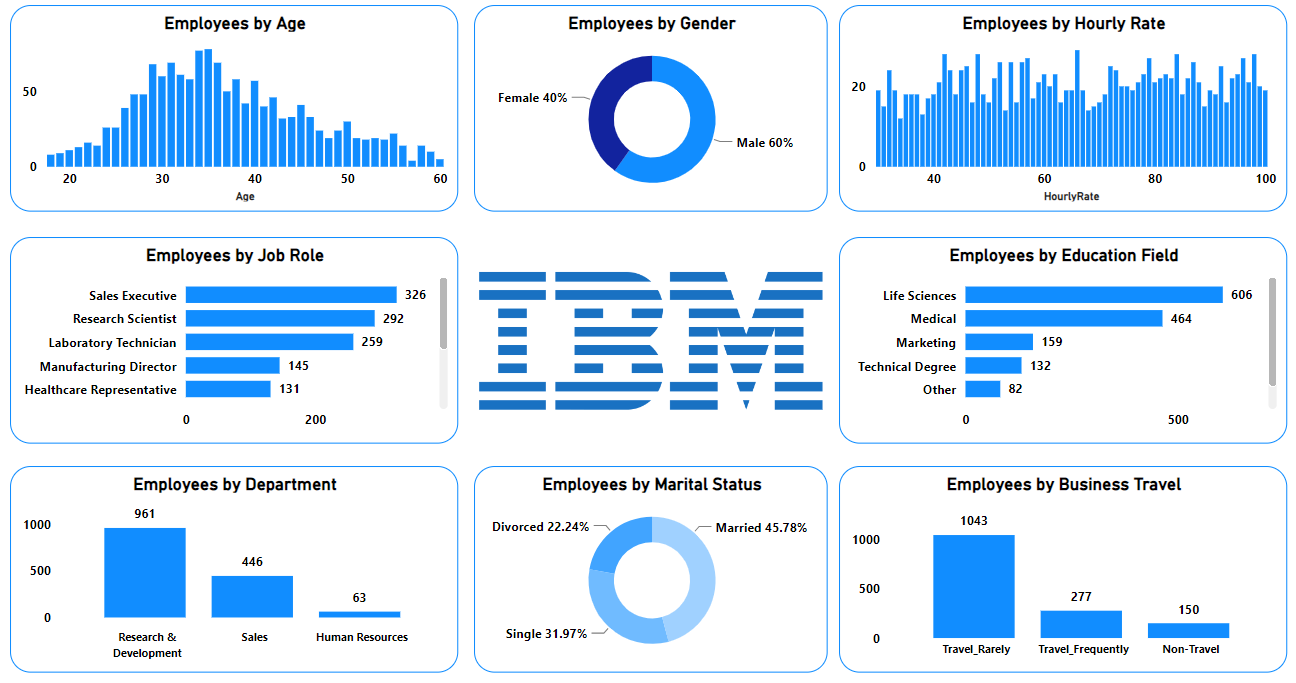 Employees by Age
50
0
20 30 40 50 60
Age
Employees by Gender
Female 40%
Male 60%
Employees by Hourly Rate
20
0
40 60 80 100
HourlyRate
Employees by Job Role
Sales Executive 326
Research Scientist 292
Laboratory Technician 259
Manufacturing Director 145
Healthcare Representative 131
0 200
IBM
Employees by Education Field
Life Sciences 606
Medical 464
Marketing 159
Technical Degree 132
Other 82
0 500
Employees by Department
961
1000
446
500
63
0
Research & Development Sales Human Resources
Employees by Marital Status
Divorced 22.24%
Married 45.78%
Single 31.97%
Employees by Business Travel
1043
1000
277
500
150
0
Travel_Rarely Travel_Frequently Non-Travel